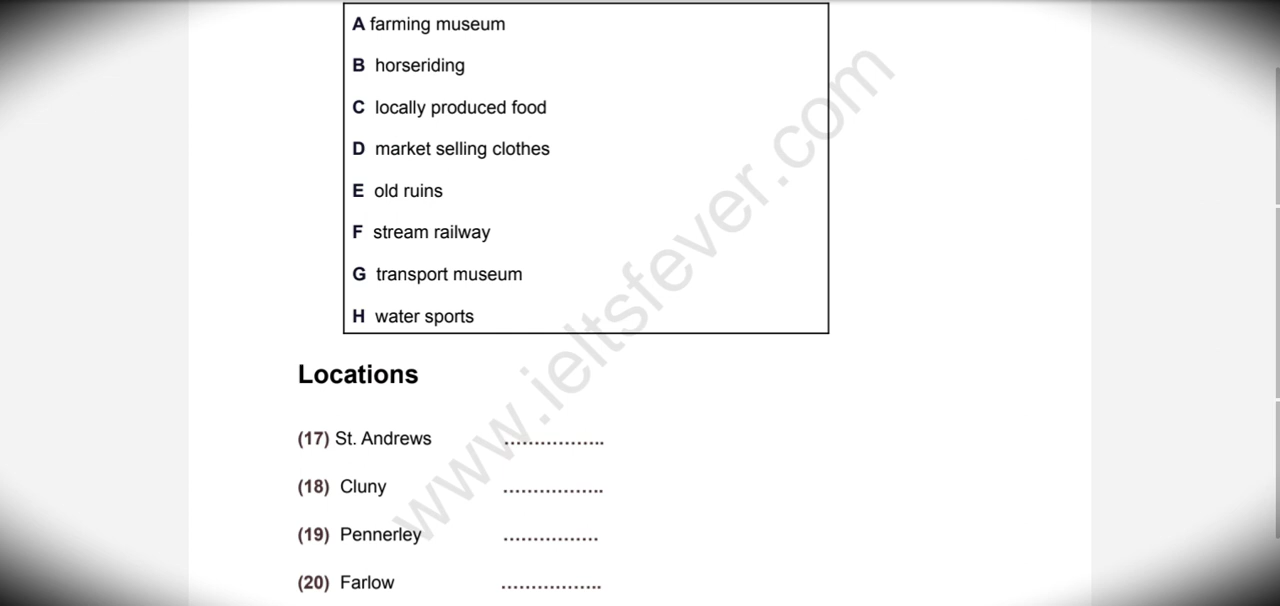 A farming museum
B horseriding
C locally produced food
D market selling clothes
E old ruins
F stream railway
G transport museum
H water sports
Locations
(17) St. Andrews ……………..
(18) Cluny ……………..
(19) Pennerley …………….
(20) Farlow ……………..
www.ieltsfever.com